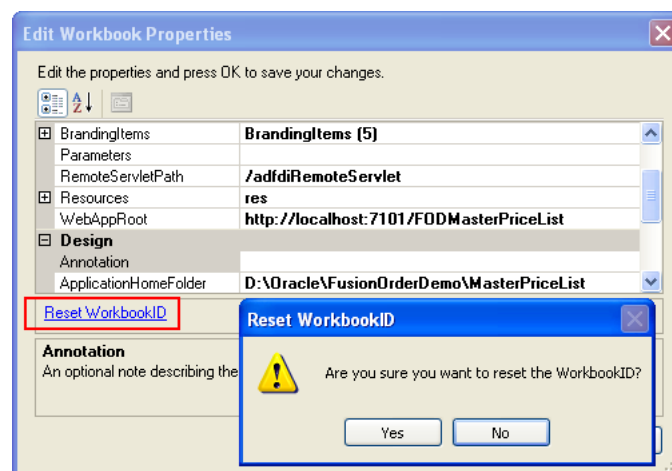 Edit Workbook Properties
Edit the properties and press OK to save your changes.
BrandingItems BrandingItems (5)
Parameters
RemoteServletPath /adfdiRemoteServlet
Resources res
WebAppRoot http://localhost:7101/FODMasterPriceList
Design
Annotation
ApplicationHomeFolder D:\Oracle\FusionOrderDemo\MasterPriceList
Reset WorkbookID
Annotation
An optional note describing the
Reset WorkbookID
Are you sure you want to reset the WorkbookID?
Yes No